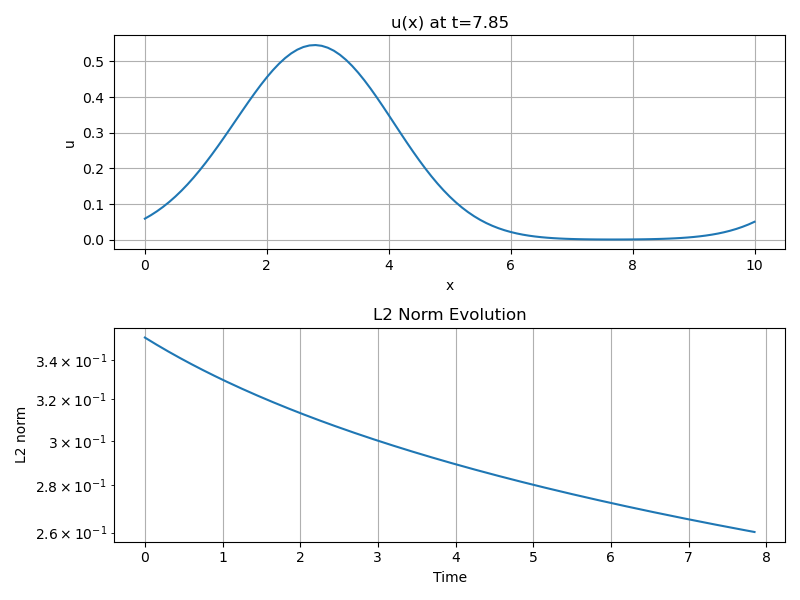 u(x) at t=7.85
0.5
0.4
0.3
0.2
0.1
0.0
u
0 2 4 6 8 10
x
L2 Norm Evolution
3.4 × 10⁻¹
3.2 × 10⁻¹
3 × 10⁻¹
2.8 × 10⁻¹
2.6 × 10⁻¹
L2 norm
0 1 2 3 4 5 6 7 8
Time